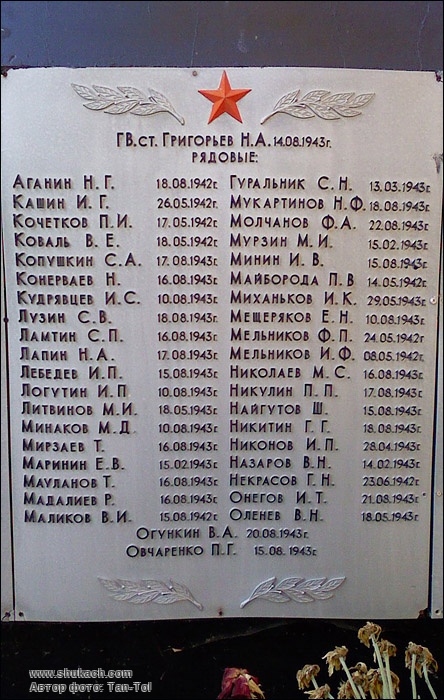 ГВ.СТ. ГРИГОРЬЕВ Н.А. 14.08.1943г.
РЯДОВЫЕ:
АГАНИН Н.Г. 18.08.1942г.
КАШИН И.Г. 26.05.1942г.
КОЧЕТКОВ П.И. 17.05.1942г.
КОВАЛЬ В.Е. 18.05.1942г.
КОПУШКИН С.А. 17.08.1943г.
КОНЕРВАЕВ Н. 16.08.1943г.
КУДРЯВЦЕВ И.С. 10.08.1943г.
ЛУЗИН С.В. 18.08.1943г.
ЛАМТИН С.П. 16.08.1943г.
ЛАПИН Н.А. 17.08.1943г.
ЛЕБЕДЕВ И.П. 15.08.1943г.
ЛОГУТИН И.П. 10.08.1943г.
ЛИТВИНОВ М.И. 18.05.1943г.
МИНАКОВ М.Д. 10.08.1943г.
МИРЗАЕВ Т. 16.08.1943г.
МАРИНИН Е.В. 15.02.1943г.
МАУЛАНОВ Т. 16.08.1943г.
МАДАЛИЕВ Р. 16.08.1943г.
МАЛИКОВ В.И. 15.08.1942г.
ГУРАЛЬНИК С.Н. 13.03.1943г.
МУКАРТИНОВ Н.Ф. 18.08.1943г.
МОЛЧАНОВ Ф.А. 22.08.1943г.
МУРЗИН М.И. 15.02.1943г.
МИНИН И.В. 15.08.1943г.
МАЙБОРОДА П.В 14.05.1942г.
МИХАНЬКОВ И.К. 29.05.1943г.
МЕЩЕРЯКОВ Е.Н. 10.08.1943г.
МЕЛЬНИКОВ Ф.П. 24.05.1942г.
МЕЛЬНИКОВ И.Ф. 08.05.1942г.
НИКОЛАЕВ М.С. 16.08.1943г.
НИКУЛИН П.П. 17.08.1943г.
НАЙГУТОВ Ш. 15.08.1943г.
НИКИТИН Г.Г. 18.08.1943г.
НИКОНОВ И.П. 28.04.1943г.
НАЗАРОВ В.Н. 14.02.1943г.
НЕКРАСОВ Г.Н. 23.06.1942г.
ОНЕГОВ И.Т. 21.08.1943г.
ОЛЕНЕВ В.Н. 18.05.1943г.
ОГУНКИН В.А. 20.08.1943г.
ОВЧАРЕНКО П.Г. 15.08.1943г.
www.shukach.com
Автор фото: Tan-Tol